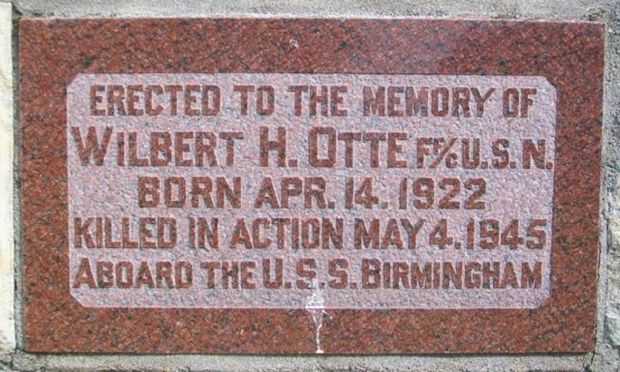 ERECTED TO THE MEMORY OF
WILBERT H. OTTE F1/C U.S.N.
BORN APR. 14. 1922
KILLED IN ACTION MAY 4. 1945
ABOARD THE U.S.S. BIRMINGHAM